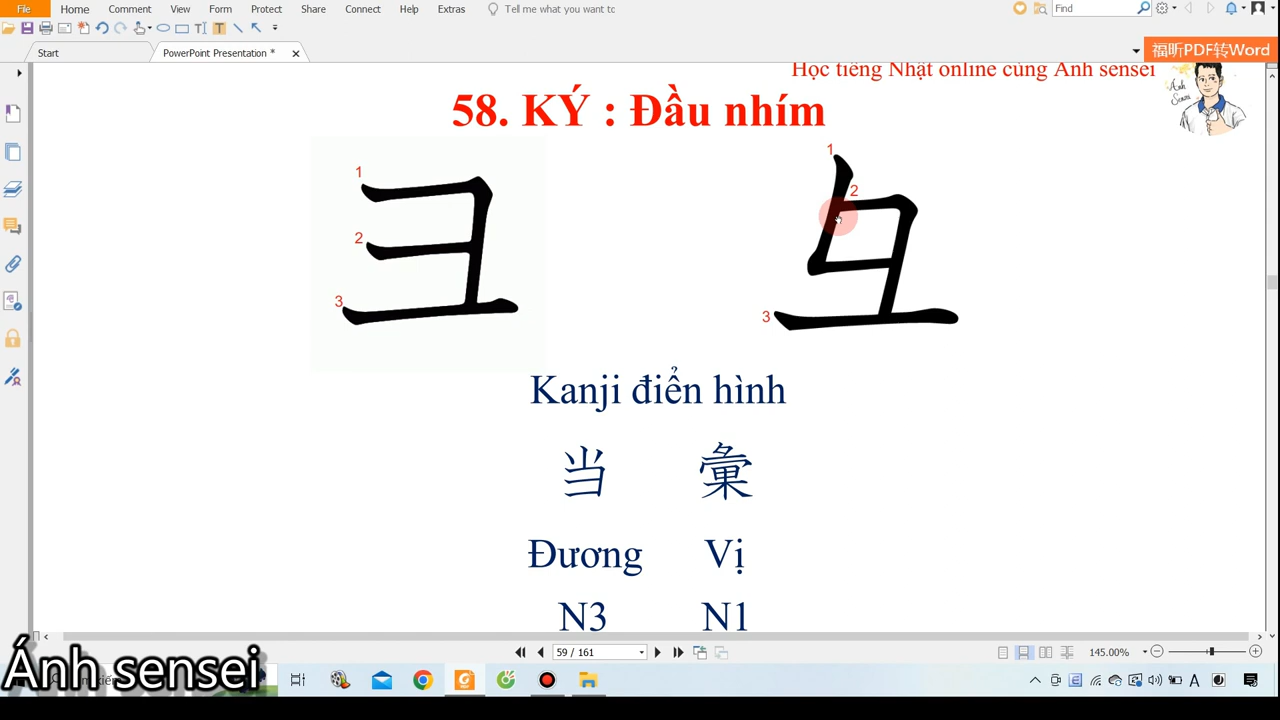 File Home Comment View Form Protect Share Connect Help Extras Tell me what you want to Find
Start PowerPoint Presentation * 福昕PDF转Word
Học tiếng Nhật online cùng Ánh sensei
58. KÝ : Đầu nhím
Ánh Sensei
1
2
3
彐
1
2
3
彑
Kanji điển hình
当 彙
Đương Vị
N3 N1
59 / 161
145.00%
Ánh sensei